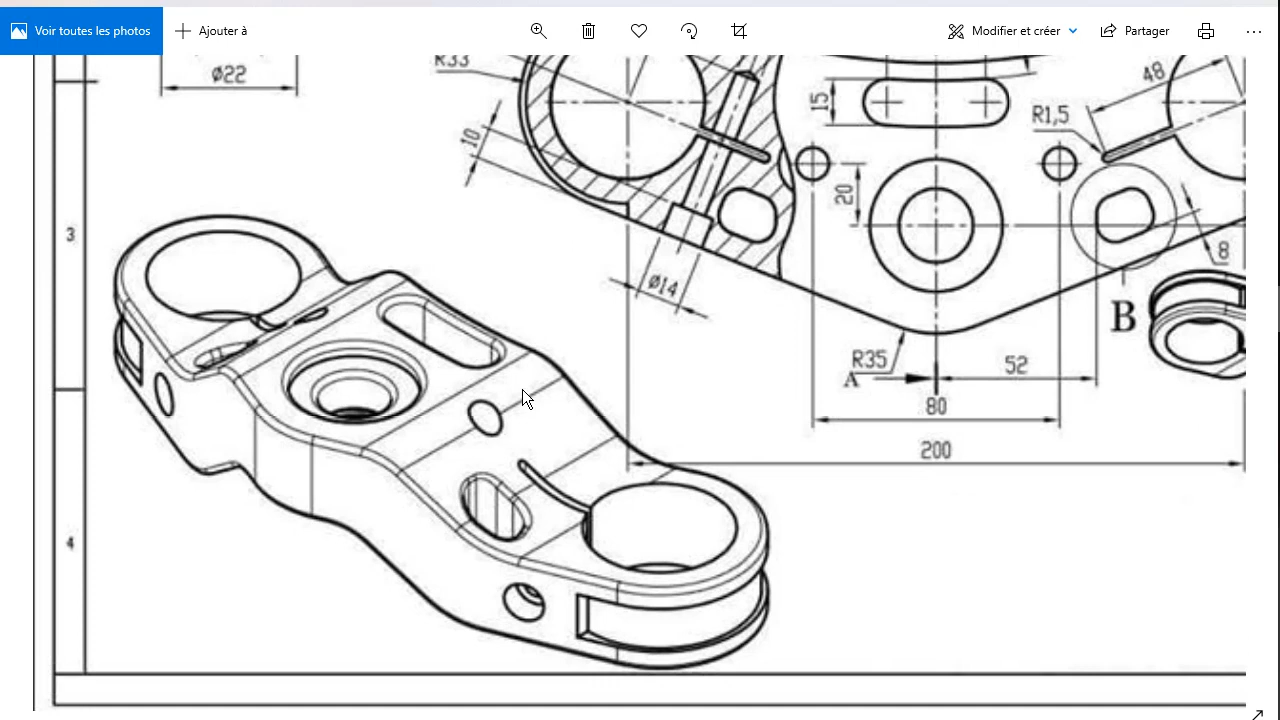 Voir toutes les photos
Ajouter à
Modifier et créer
Partager
Ø22
R33
48
15
R1,5
10
20
3
8
Ø14
B
R35
A
52
80
200
4